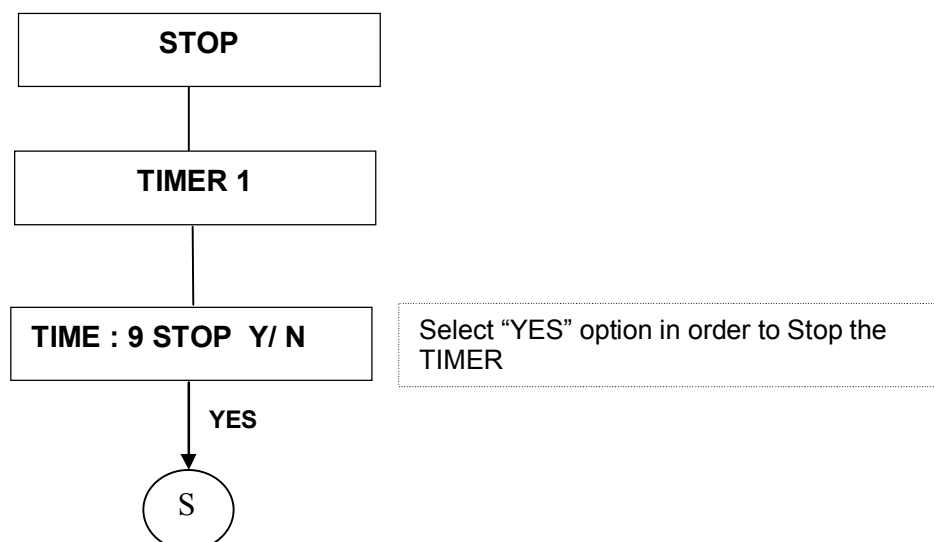 STOP
TIMER 1
TIME : 9 STOP Y/ N
Select “YES” option in order to Stop the
TIMER
YES
S